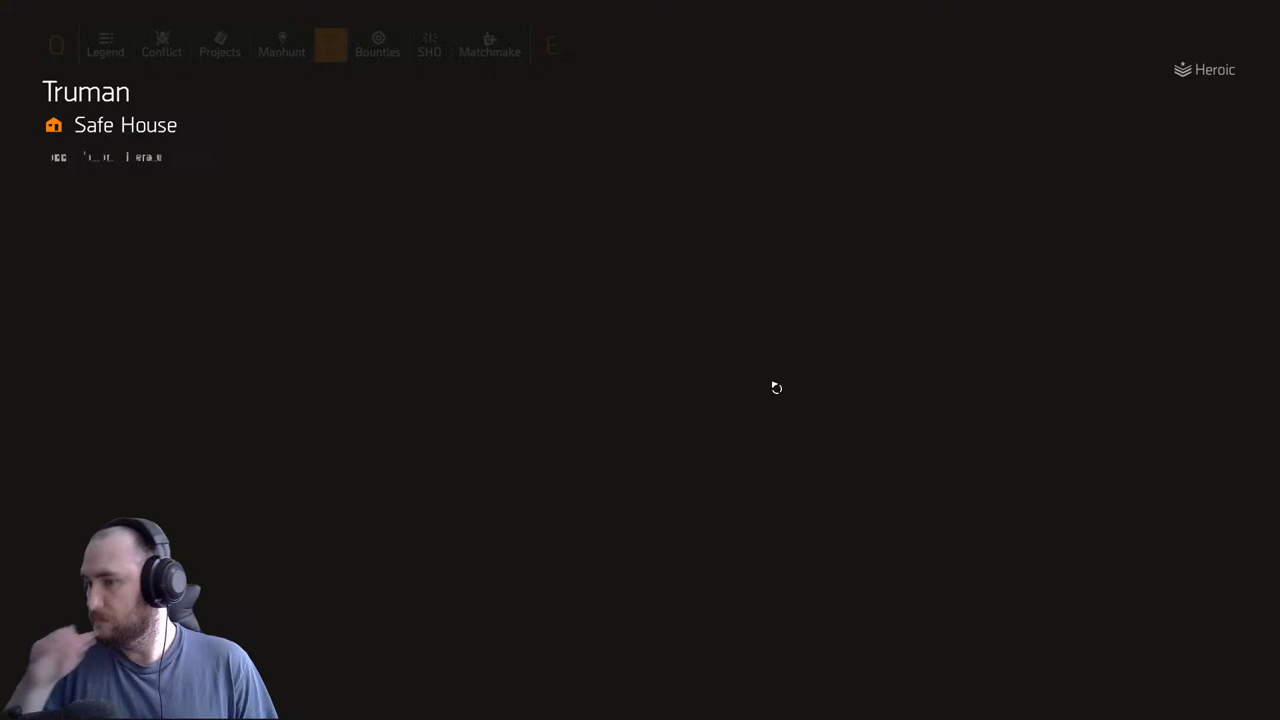 Q Legend Conflict Projects Manhunt Bounties SHD Matchmake E
Heroic
Truman
Safe House